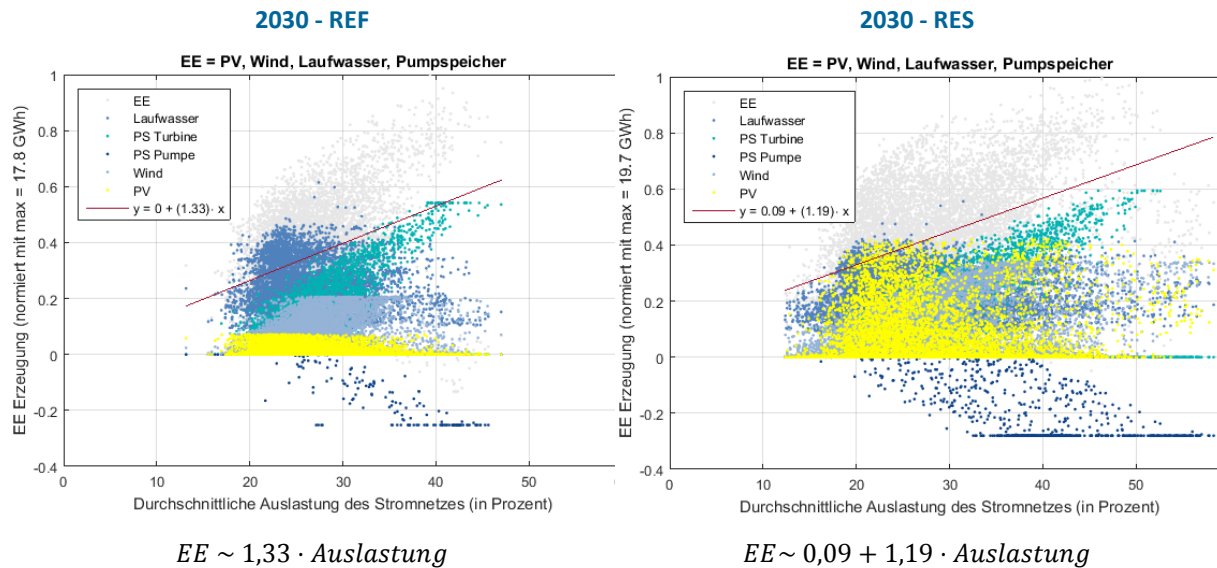 2030 - REF
EE = PV, Wind, Laufwasser, Pumpspeicher
EE Erzeugung (normiert mit max = 17.8 GWh)
1
0.8
0.6
0.4
0.2
0
-0.2
-0.4
EE
Laufwasser
PS Turbine
PS Pumpe
Wind
PV
y = 0 + (1.33)· x
0 10 20 30 40 50
Durchschnittliche Auslastung des Stromnetzes (in Prozent)
EE ~ 1,33 · Auslastung
2030 - RES
EE = PV, Wind, Laufwasser, Pumpspeicher
EE Erzeugung (normiert mit max = 19.7 GWh)
1
0.8
0.6
0.4
0.2
0
-0.2
-0.4
EE
Laufwasser
PS Turbine
PS Pumpe
Wind
PV
y = 0.09 + (1.19)· x
0 10 20 30 40 50
Durchschnittliche Auslastung des Stromnetzes (in Prozent)
EE~ 0,09 + 1,19 · Auslastung